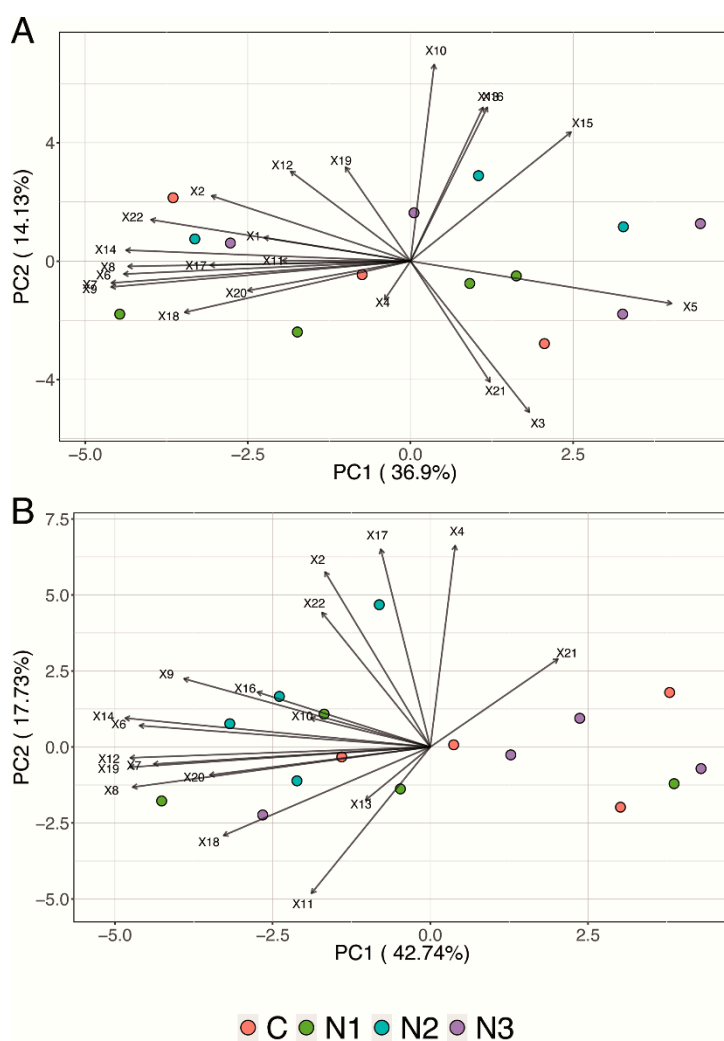 A
X10
X13 X16
X15
4
X12
X19
X2
X22
X1
X14
X8
X17
X11
0
X6
X7
X9
X20
X4
X5
X18
X21
−4
X3
−5.0 −2.5 0.0 2.5
PC1 ( 36.9%)
PC2 ( 14.13%)
B
7.5
X17
X4
X2
5.0
X22
2.5
X21
X9
X16
X14
X6
X10
0.0
X12
X19
X7
X20
X8
X13
−2.5
X18
−5.0
X11
−5.0 −2.5 0.0 2.5
PC1 ( 42.74%)
PC2 ( 17.73%)
C N1 N2 N3